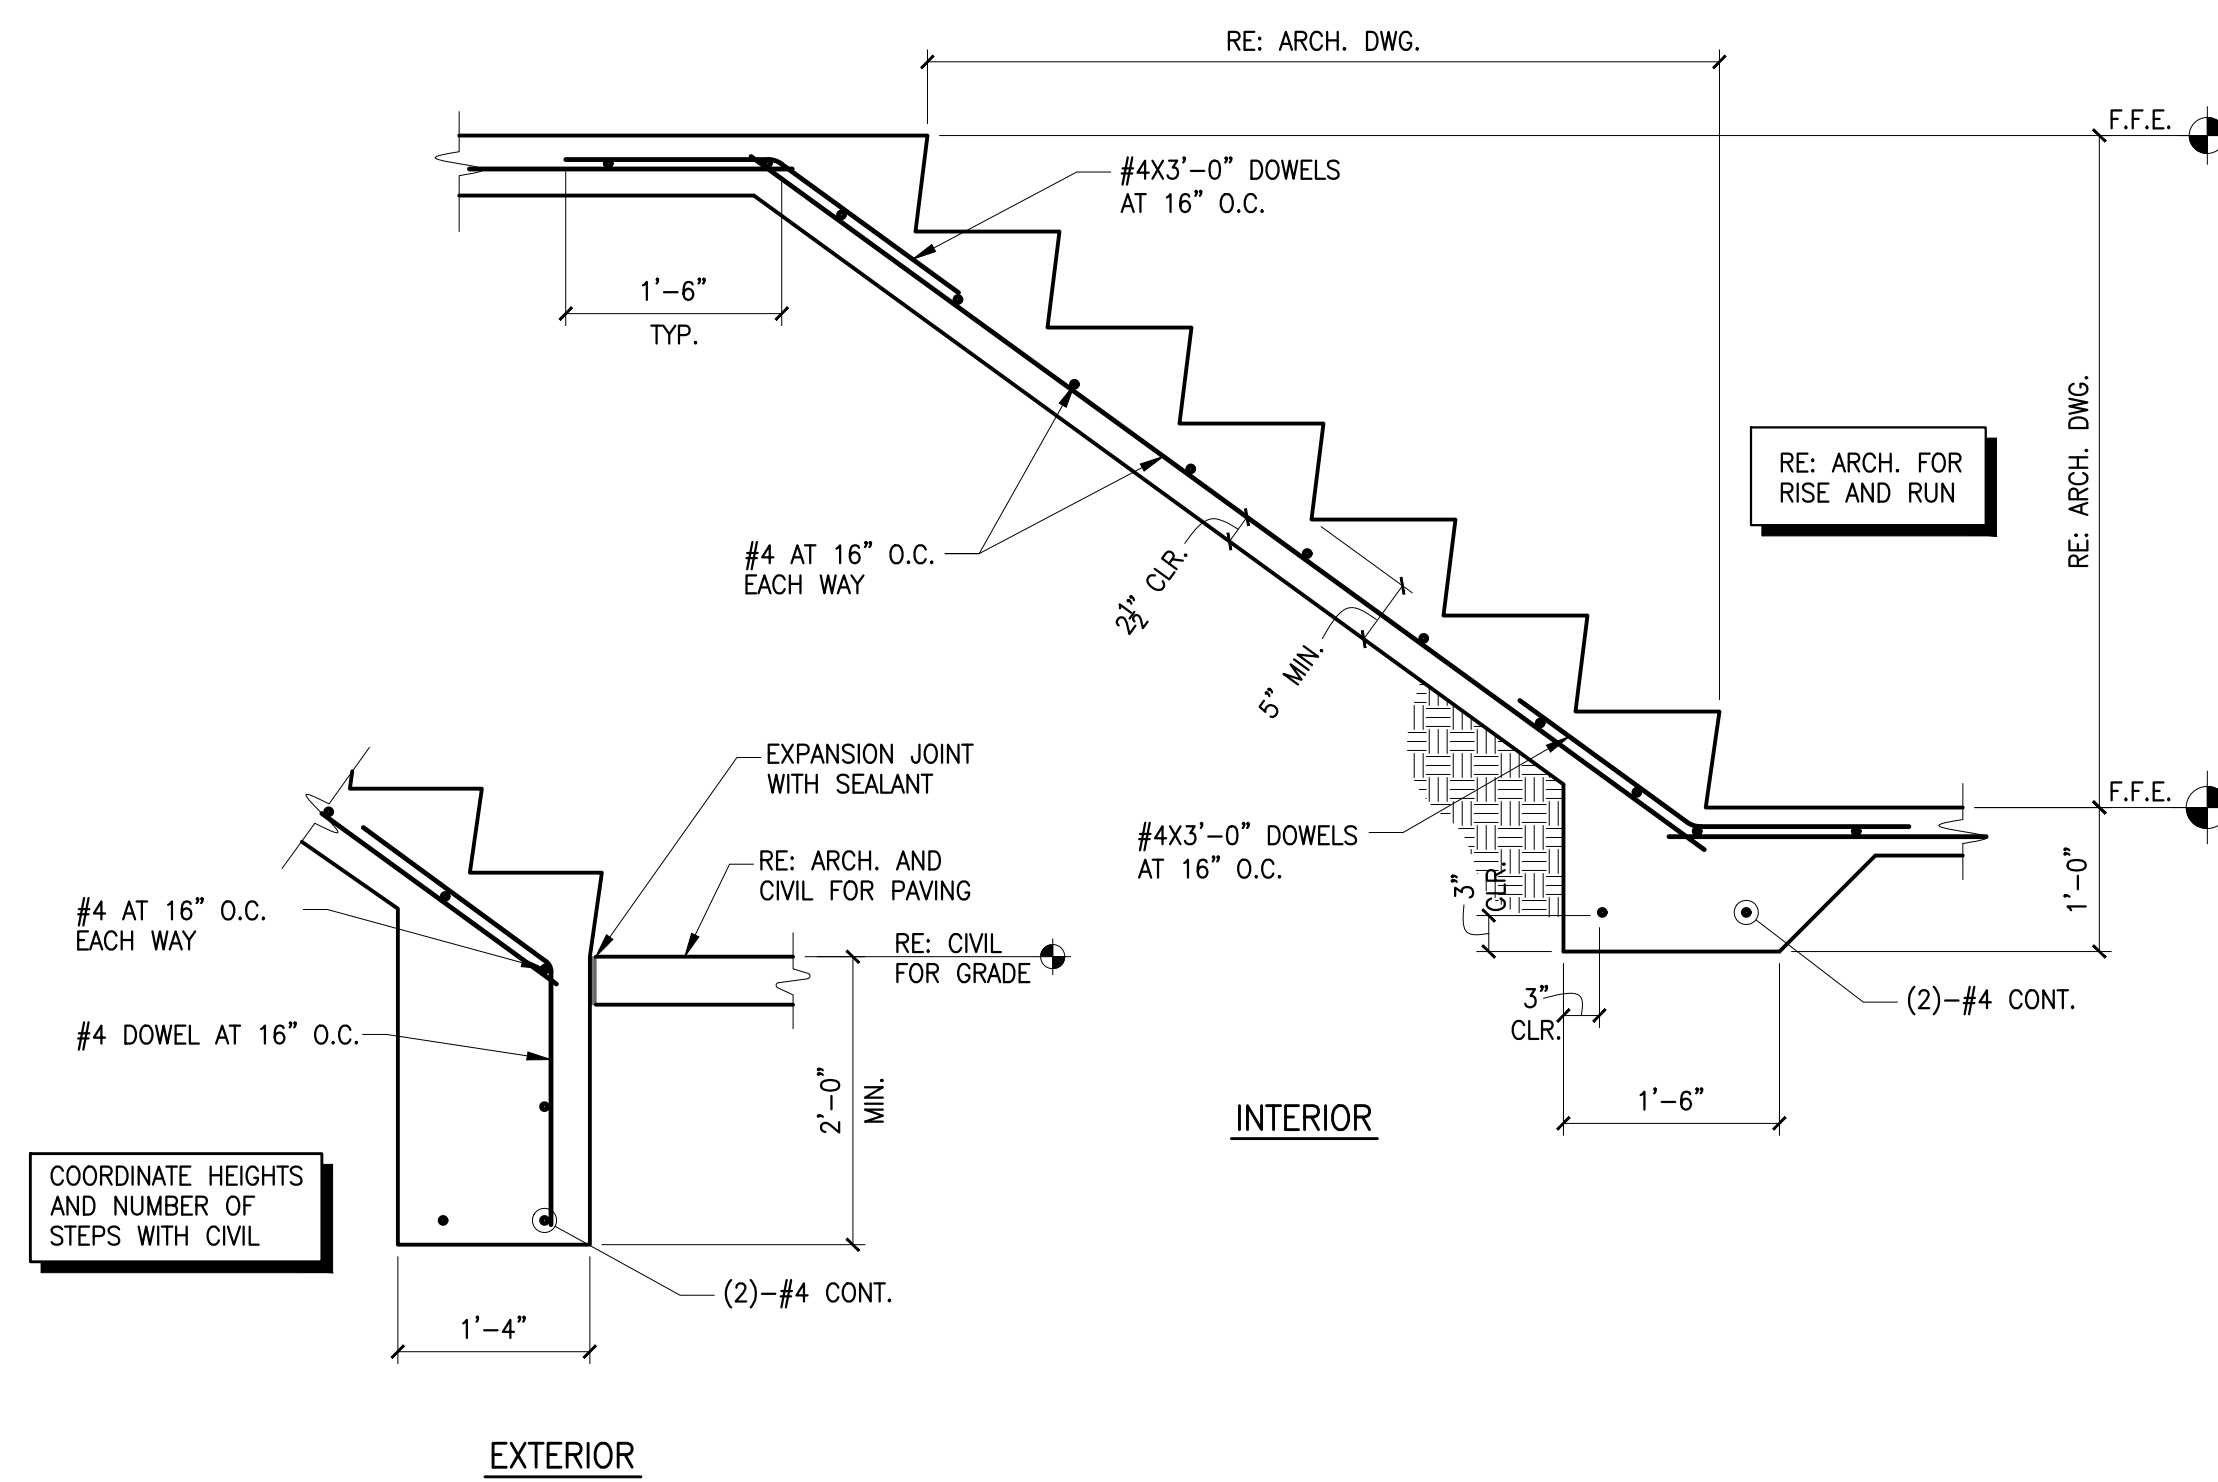 RE: ARCH. DWG.
F.F.E.
#4X3'-0" DOWELS
AT 16" O.C.
1'-6"
TYP.
RE: ARCH. DWG.
RE: ARCH. FOR
RISE AND RUN
#4 AT 16" O.C.
EACH WAY
2½" CLR.
5" MIN.
F.F.E.
#4X3'-0" DOWELS
AT 16" O.C.
3"
CLR.
1'-0"
3"
CLR.
(2)-#4 CONT.
1'-6"
INTERIOR
EXPANSION JOINT
WITH SEALANT
RE: ARCH. AND
CIVIL FOR PAVING
#4 AT 16" O.C.
EACH WAY
RE: CIVIL
FOR GRADE
#4 DOWEL AT 16" O.C.
2'-0"
MIN.
COORDINATE HEIGHTS
AND NUMBER OF
STEPS WITH CIVIL
(2)-#4 CONT.
1'-4"
EXTERIOR